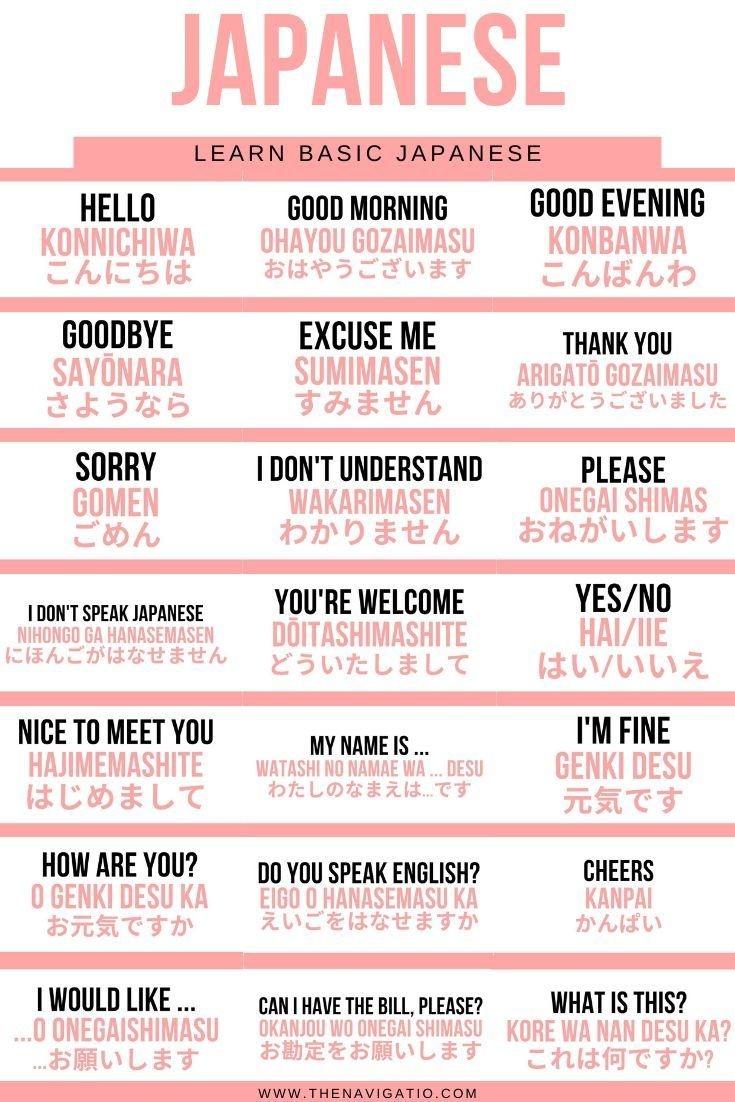 JAPANESE
LEARN BASIC JAPANESE
HELLO
KONNICHIWA
こんにちは
GOOD MORNING
OHAYOU GOZAIMASU
おはやうございます
GOOD EVENING
KONBANWA
こんばんわ
GOODBYE
SAYŌNARA
さようなら
EXCUSE ME
SUMIMASEN
すみません
THANK YOU
ARIGATŌ GOZAIMASU
ありがとうございました
SORRY
GOMEN
ごめん
I DON'T UNDERSTAND
WAKARIMASEN
わかりません
PLEASE
ONEGAI SHIMAS
おねがいします
I DON'T SPEAK JAPANESE
NIHONGO GA HANASEMASEN
にほんごがはなせません
YOU'RE WELCOME
DŌITASHIMASHITE
どういたしまして
YES/NO
HAI/IIE
はい/いいえ
NICE TO MEET YOU
HAJIMEMASHITE
はじめまして
MY NAME IS ...
WATASHI NO NAMAE WA ... DESU
わたしのなまえは...です
I'M FINE
GENKI DESU
元気です
HOW ARE YOU?
O GENKI DESU KA
お元気ですか
DO YOU SPEAK ENGLISH?
EIGO O HANASEMASU KA
えいごをはなせますか
CHEERS
KANPAI
かんぱい
I WOULD LIKE ...
...O ONEGAISHIMASU
...お願いします
CAN I HAVE THE BILL, PLEASE?
OKANJOU WO ONEGAI SHIMASU
お勘定をお願いします
WHAT IS THIS?
KORE WA NAN DESU KA?
これは何ですか?
WWW.THENAVIGATIO.COM